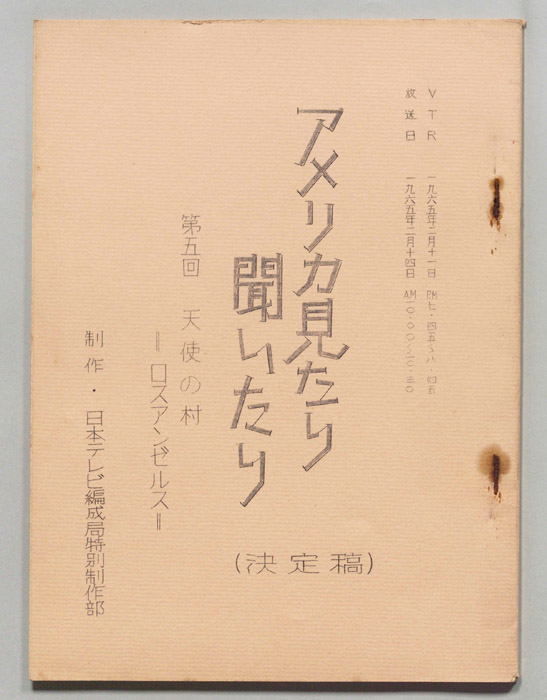 VTR 一九六五年二月十一日 PM七・四五〜八・四五
放送日 一九六五年二月十四日 AM一〇・〇〇〜一〇・三〇
アメリカ見たり
聞いたり
(決定稿)
第五回 天使の村
=ロスアンゼルス=
制作・日本テレビ編成局特別制作部